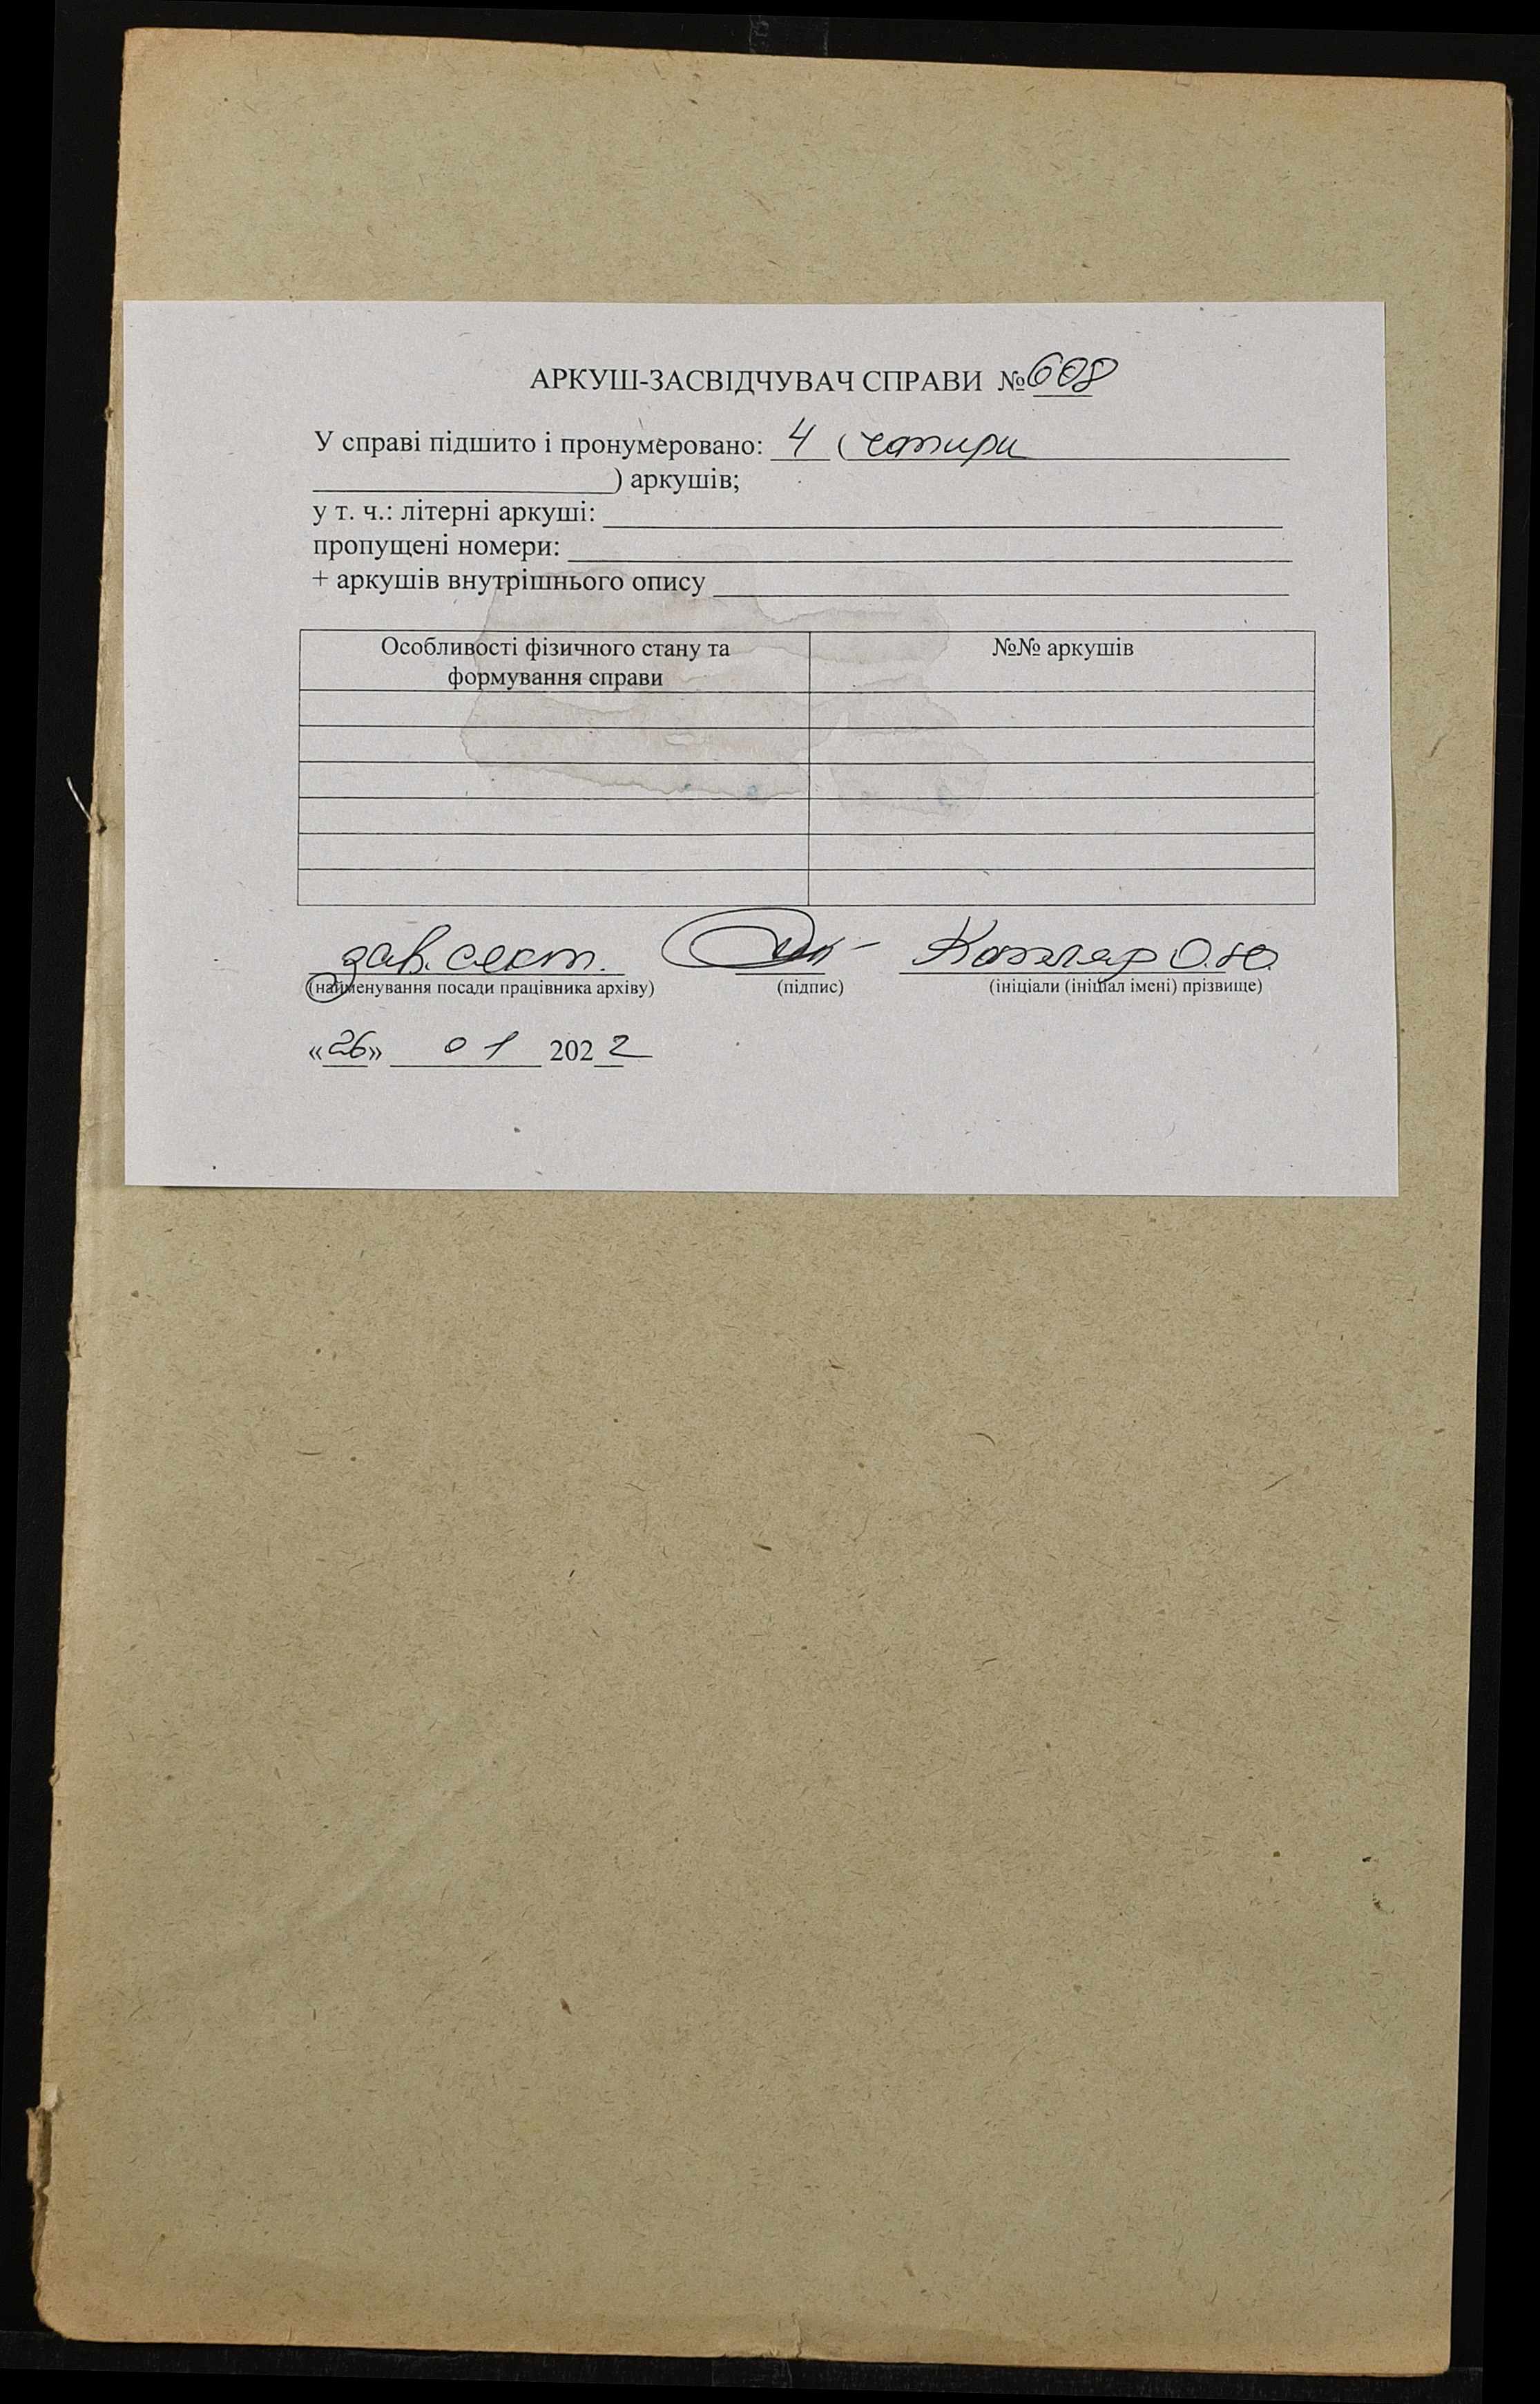 АРКУШ-ЗАСВІДЧУВАЧ СПРАВИ № 608
У справі підшито і пронумеровано: 4 ( чотири
) аркушів;
у т. ч.: літерні аркуші:
пропущені номери:
+ аркушів внутрішнього опису
Особливості фізичного стану та формування справи №№ аркушів
зав. сект. О.Ю.
(найменування посади працівника архіву) (підпис) (ініціали (ініціал імені) прізвище)
«26» 01 2022